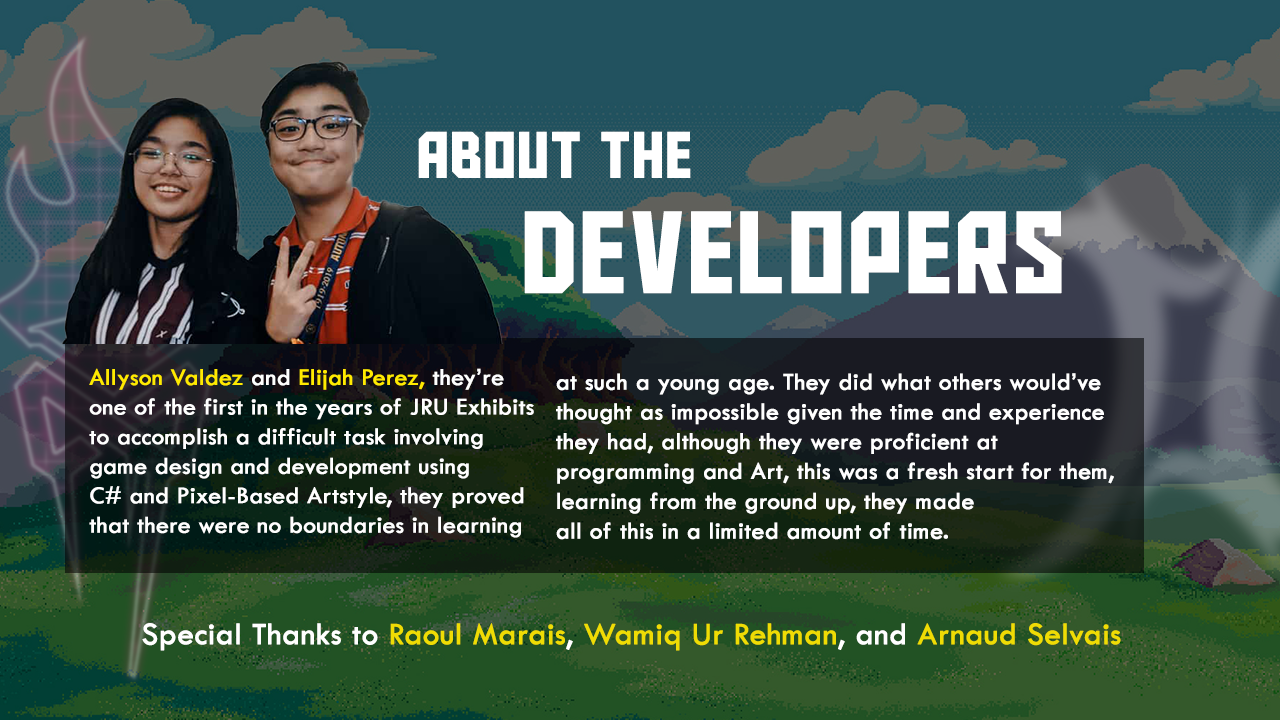 ABOUT THE
DEVELOPERS
AUTUM
1919-2019
Allyson Valdez and Elijah Perez, they’re
one of the first in the years of JRU Exhibits
to accomplish a difficult task involving
game design and development using
C# and Pixel-Based Artstyle, they proved
that there were no boundaries in learning
at such a young age. They did what others would’ve
thought as impossible given the time and experience
they had, although they were proficient at
programming and Art, this was a fresh start for them,
learning from the ground up, they made
all of this in a limited amount of time.
Special Thanks to Raoul Marais, Wamiq Ur Rehman, and Arnaud Selvais